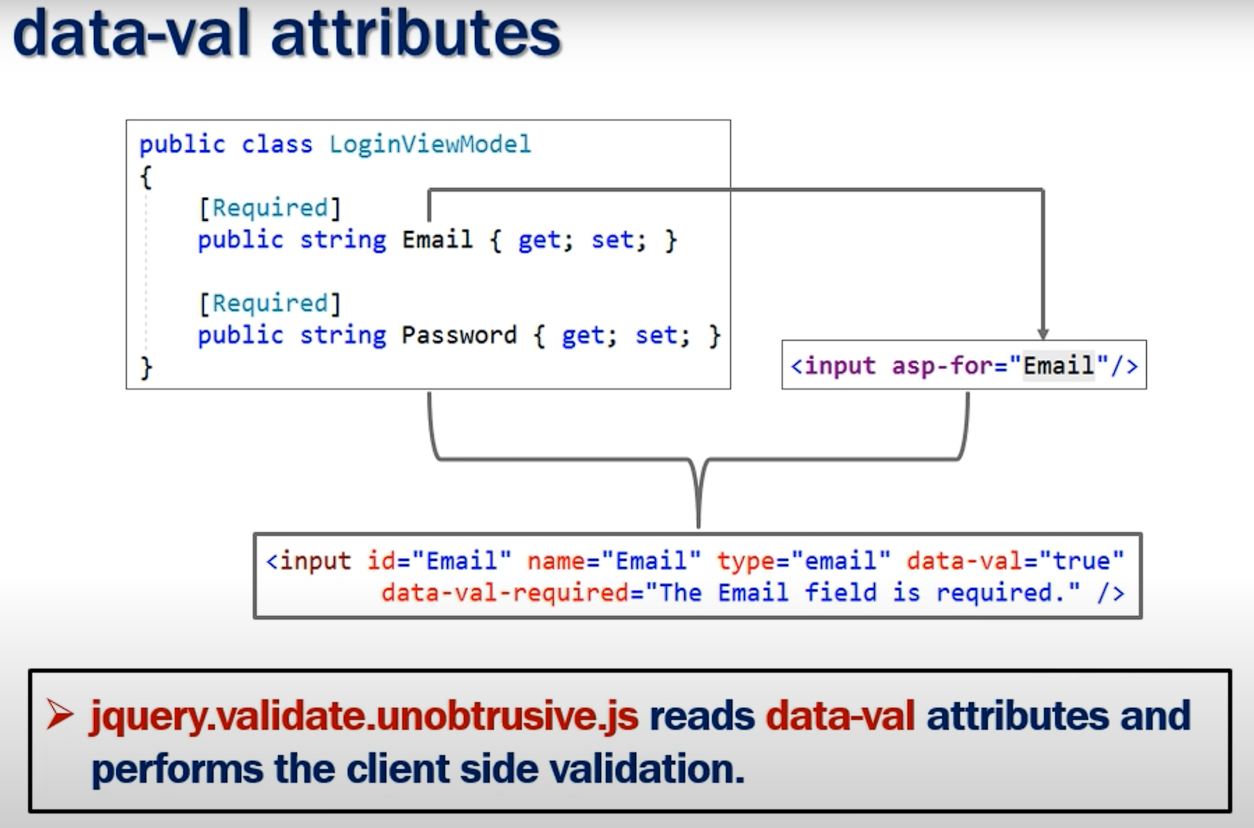 data-val attributes
public class LoginViewModel
{
[Required]
public string Email { get; set; }
[Required]
public string Password { get; set; }
}
<input asp-for="Email"/>
<input id="Email" name="Email" type="email" data-val="true"
data-val-required="The Email field is required." />
➢ jquery.validate.unobtrusive.js reads data-val attributes and
performs the client side validation.